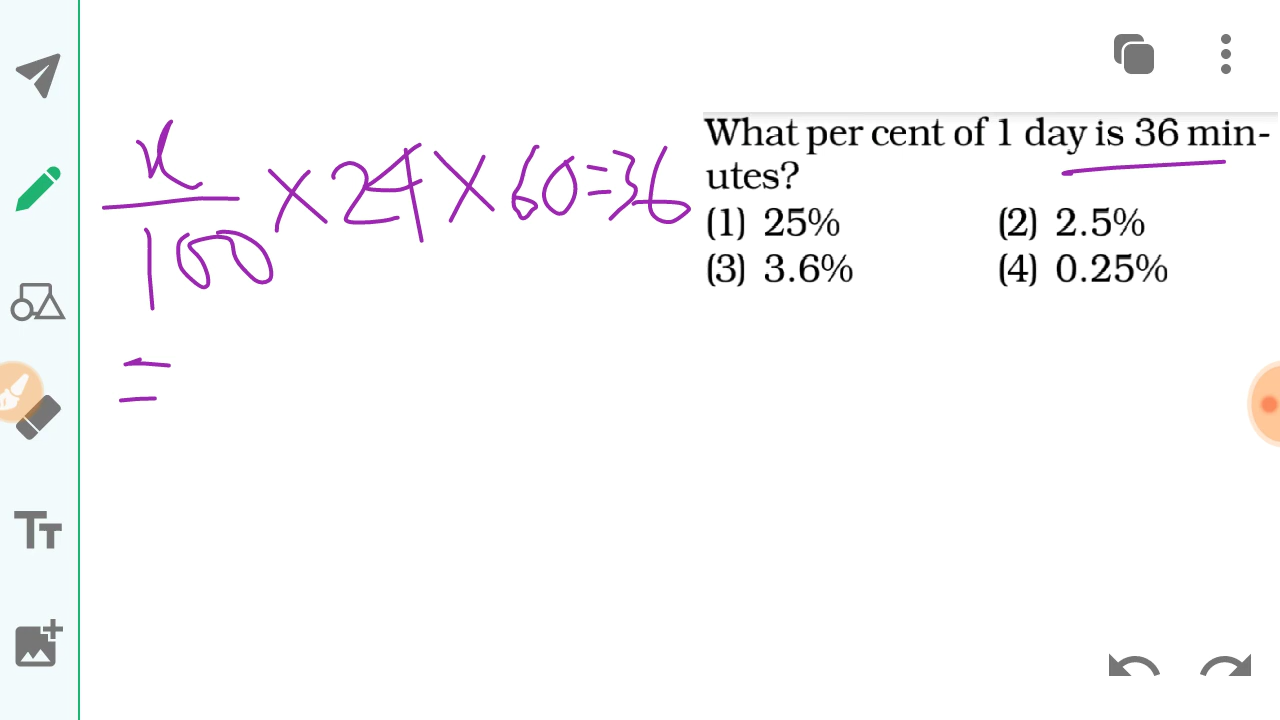 x/100 × 24 × 60 = 36
=
What per cent of 1 day is 36 min-
utes?
(1) 25% (2) 2.5%
(3) 3.6% (4) 0.25%
TT